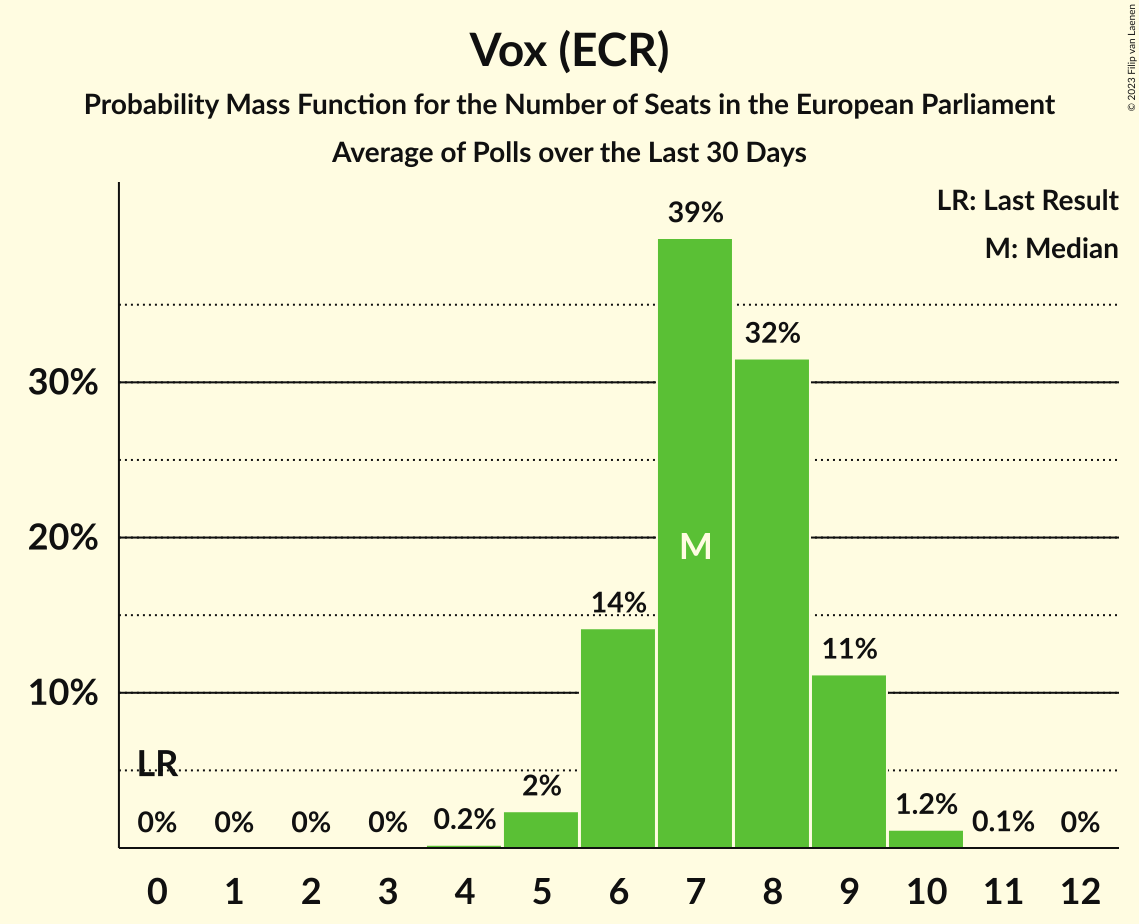 Vox (ECR)
Probability Mass Function for the Number of Seats in the European Parliament
Average of Polls over the Last 30 Days
© 2023 Filip van Laenen
LR: Last Result
M: Median
39%
32%
30%
20%
M
14%
11%
10%
LR
0% 0% 0% 0% 0.2% 2% 1.2% 0.1% 0%
0 1 2 3 4 5 6 7 8 9 10 11 12